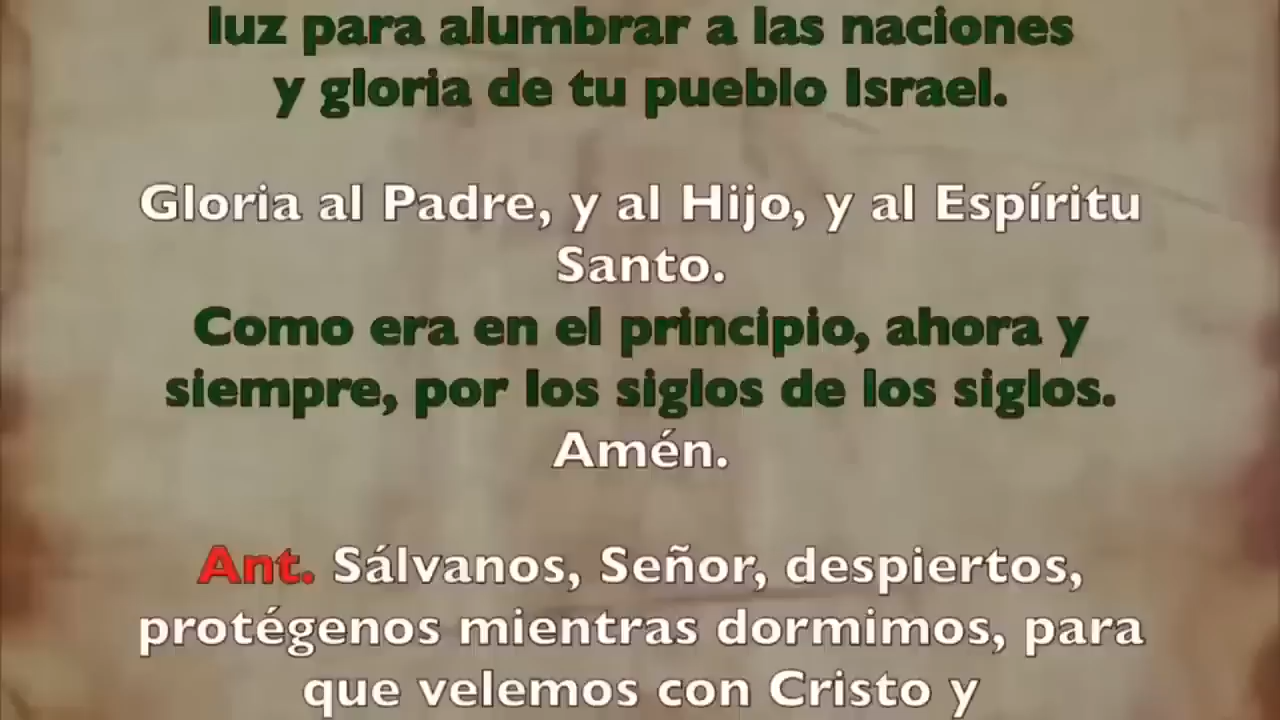 luz para alumbrar a las naciones
y gloria de tu pueblo Israel.
Gloria al Padre, y al Hijo, y al Espíritu
Santo.
Como era en el principio, ahora y
siempre, por los siglos de los siglos.
Amén.
Ant. Sálvanos, Señor, despiertos,
protégenos mientras dormimos, para
que velemos con Cristo y